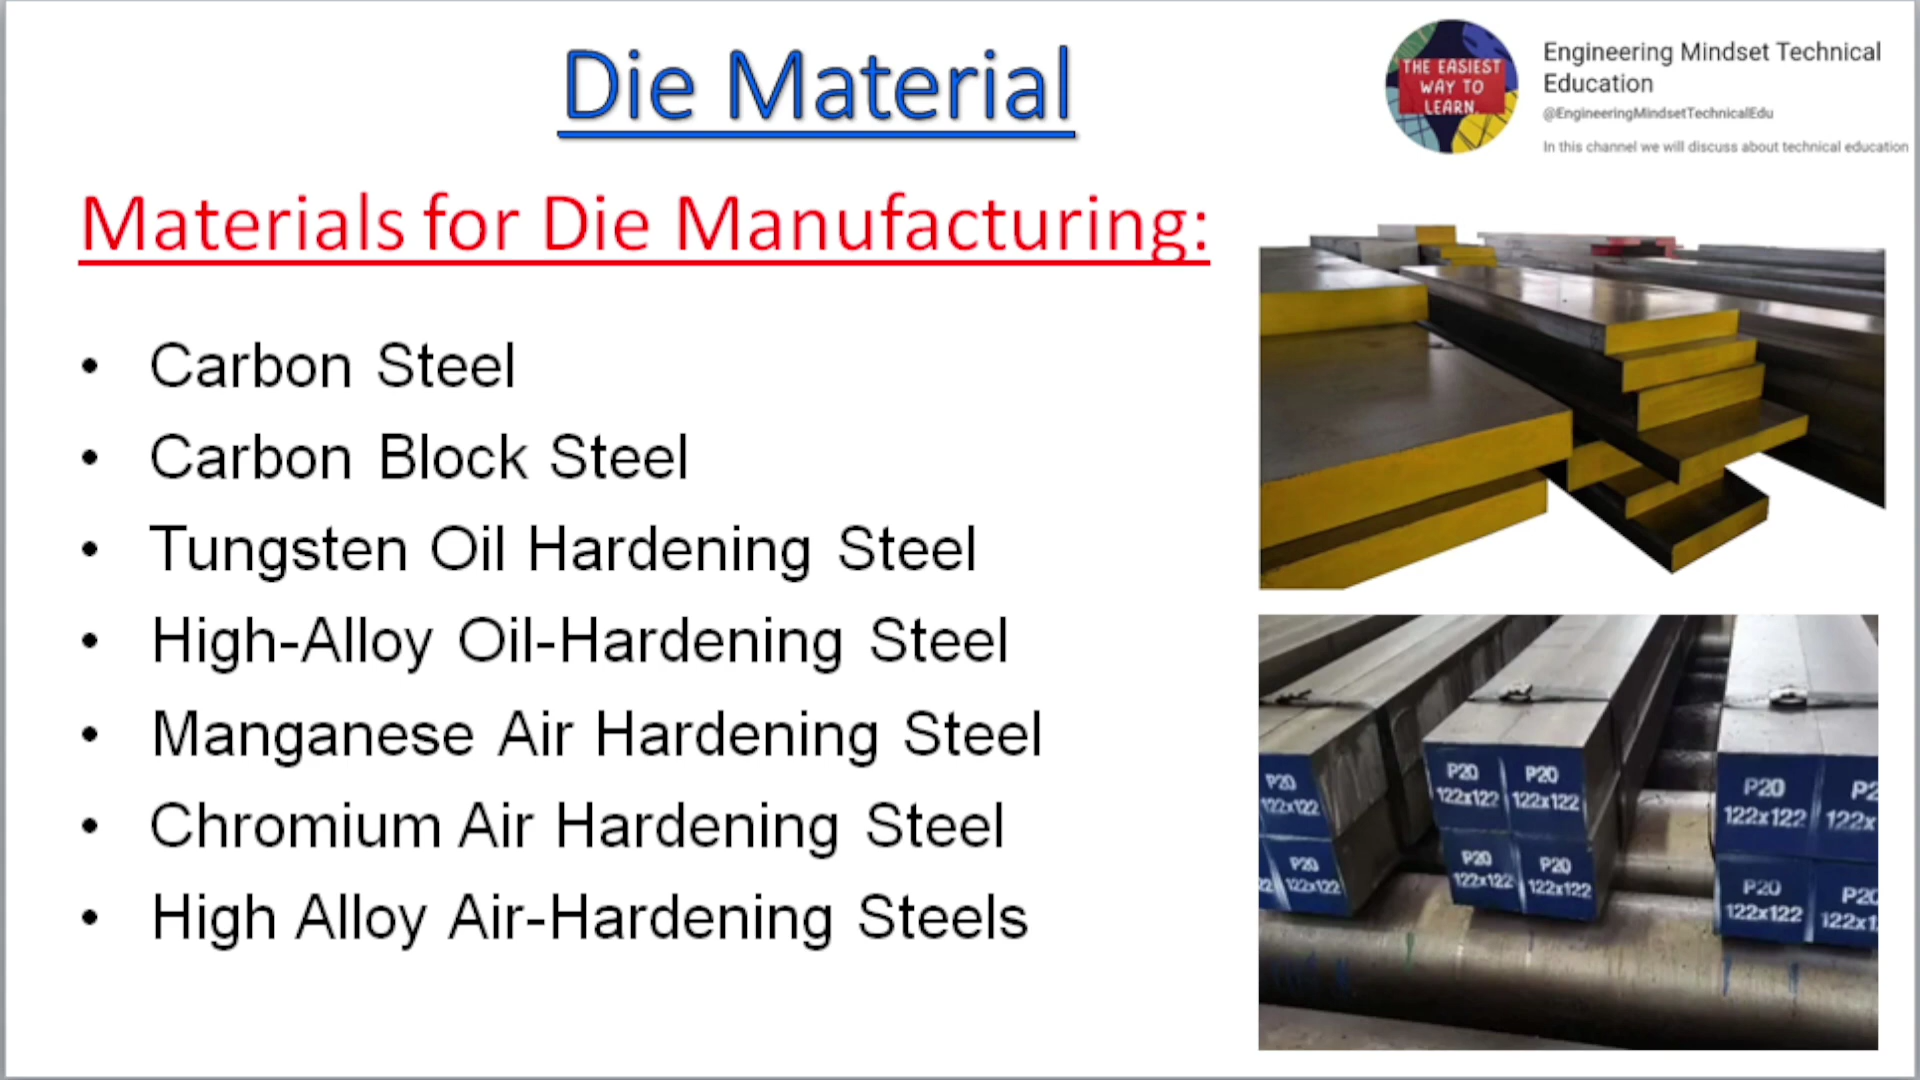 Die Material
THE EASIEST
WAY TO
LEARN.
Engineering Mindset Technical
Education
@EngineeringMindsetTechnicalEdu
In this channel we will discuss about technical education
Materials for Die Manufacturing:
• Carbon Steel
• Carbon Block Steel
• Tungsten Oil Hardening Steel
• High-Alloy Oil-Hardening Steel
• Manganese Air Hardening Steel
• Chromium Air Hardening Steel
• High Alloy Air-Hardening Steels
P20 P20 P20 P20
122x122 122x122 122x122 122x122
P20 P20 P20 P20 P20
122x122 122x122 122x122 122x122